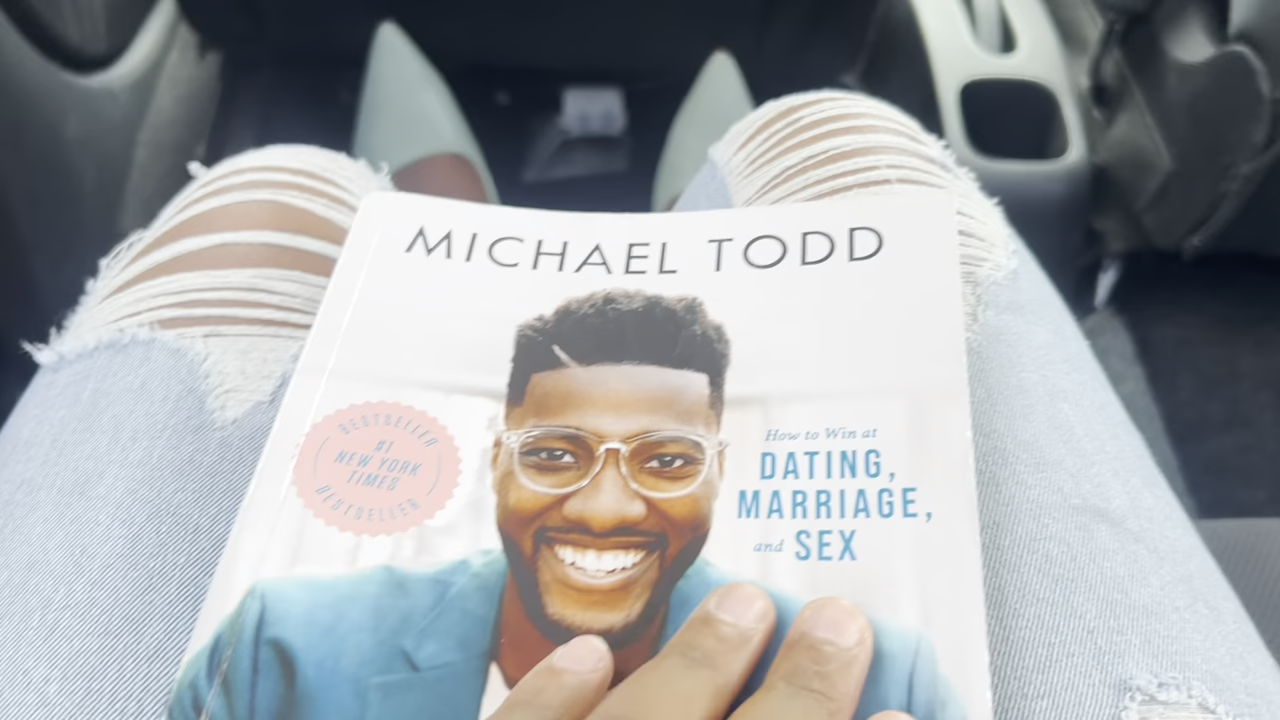 MICHAEL TODD
BESTSELLER
#1
NEW YORK
TIMES
BESTSELLER
How to Win at
DATING,
MARRIAGE,
and SEX